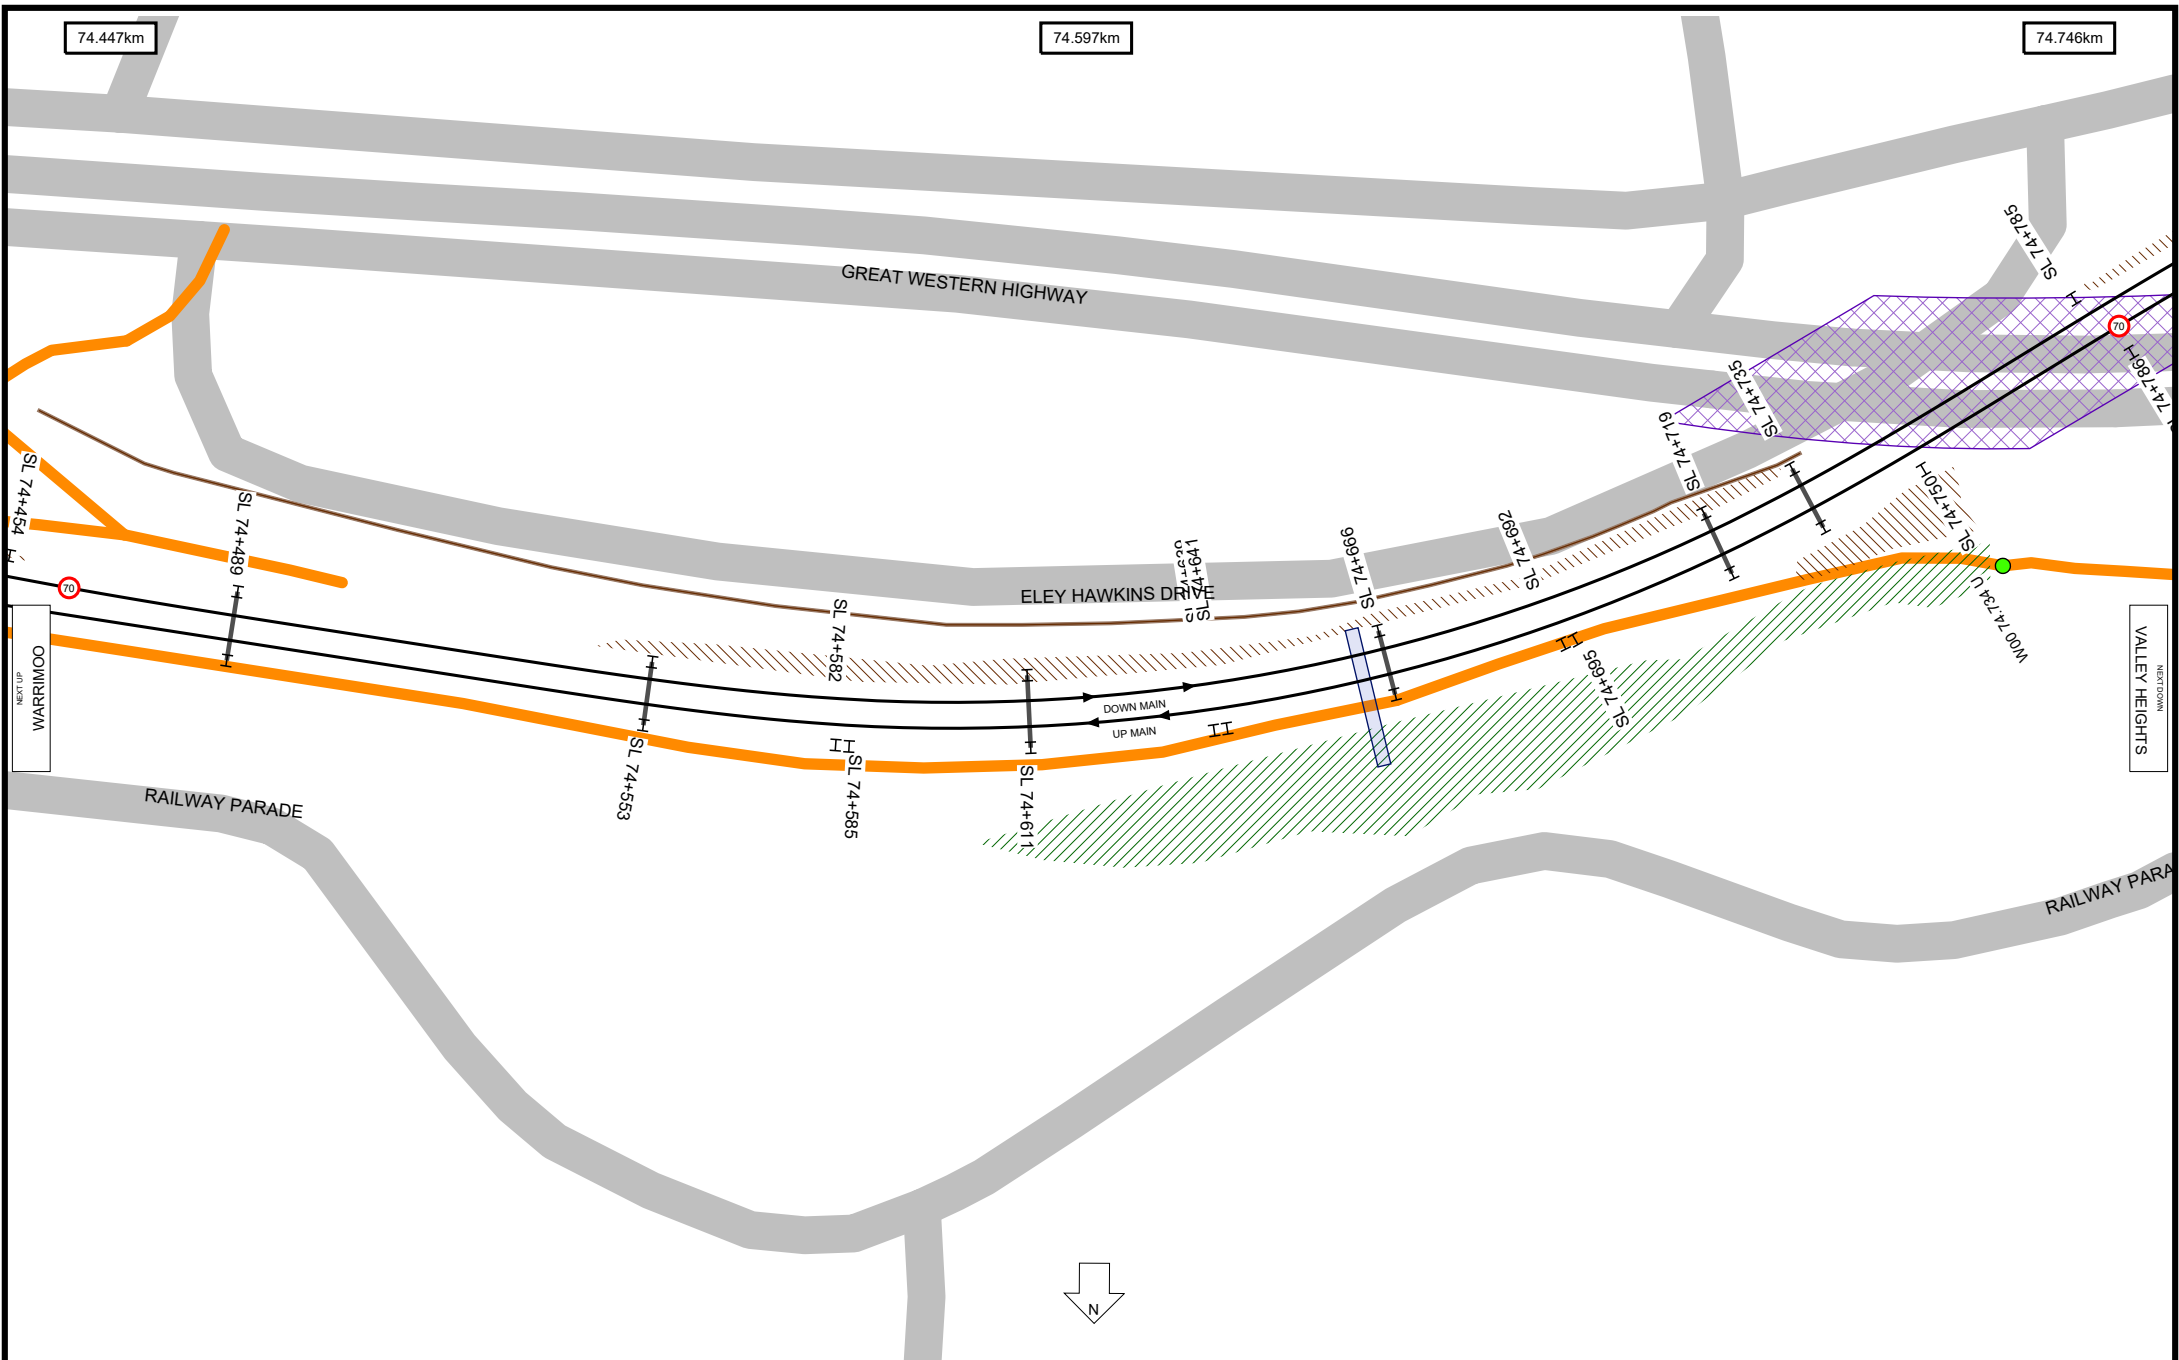 74.447km
74.597km
74.746km
GREAT WESTERN HIGHWAY
SL 74+785
SL 74+735
SL 74+719
SL 74+454
SL 74+489
SL 74+582
ELEY HAWKINS DRIVE
SL 74+641
SL 74+666
SL 74+692
SL 74+750
W00 74.734 U
70
70
DOWN MAIN
UP MAIN
SL 74+695
SL 74+553
SL 74+585
SL 74+611
NEXT UP
WARRIMOO
NEXT DOWN
VALLEY HEIGHTS
RAILWAY PARADE
RAILWAY PARA
74+786
N